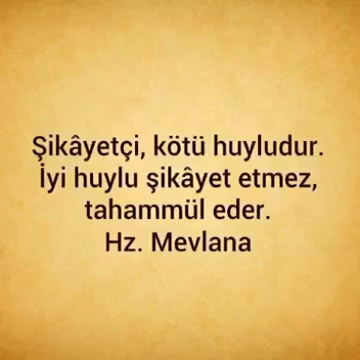 Şikâyetçi, kötü huyludur.
İyi huylu şikâyet etmez,
tahammül eder.
Hz. Mevlana